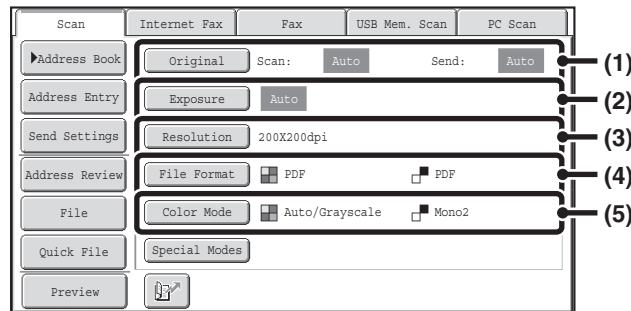 Scan Internet Fax Fax USB Mem. Scan PC Scan
Address Book Original Scan: Auto Send: Auto (1)
Address Entry Exposure Auto (2)
Send Settings Resolution 200X200dpi (3)
Address Review File Format PDF PDF (4)
File Color Mode Auto/Grayscale Mono2 (5)
Quick File Special Modes
Preview